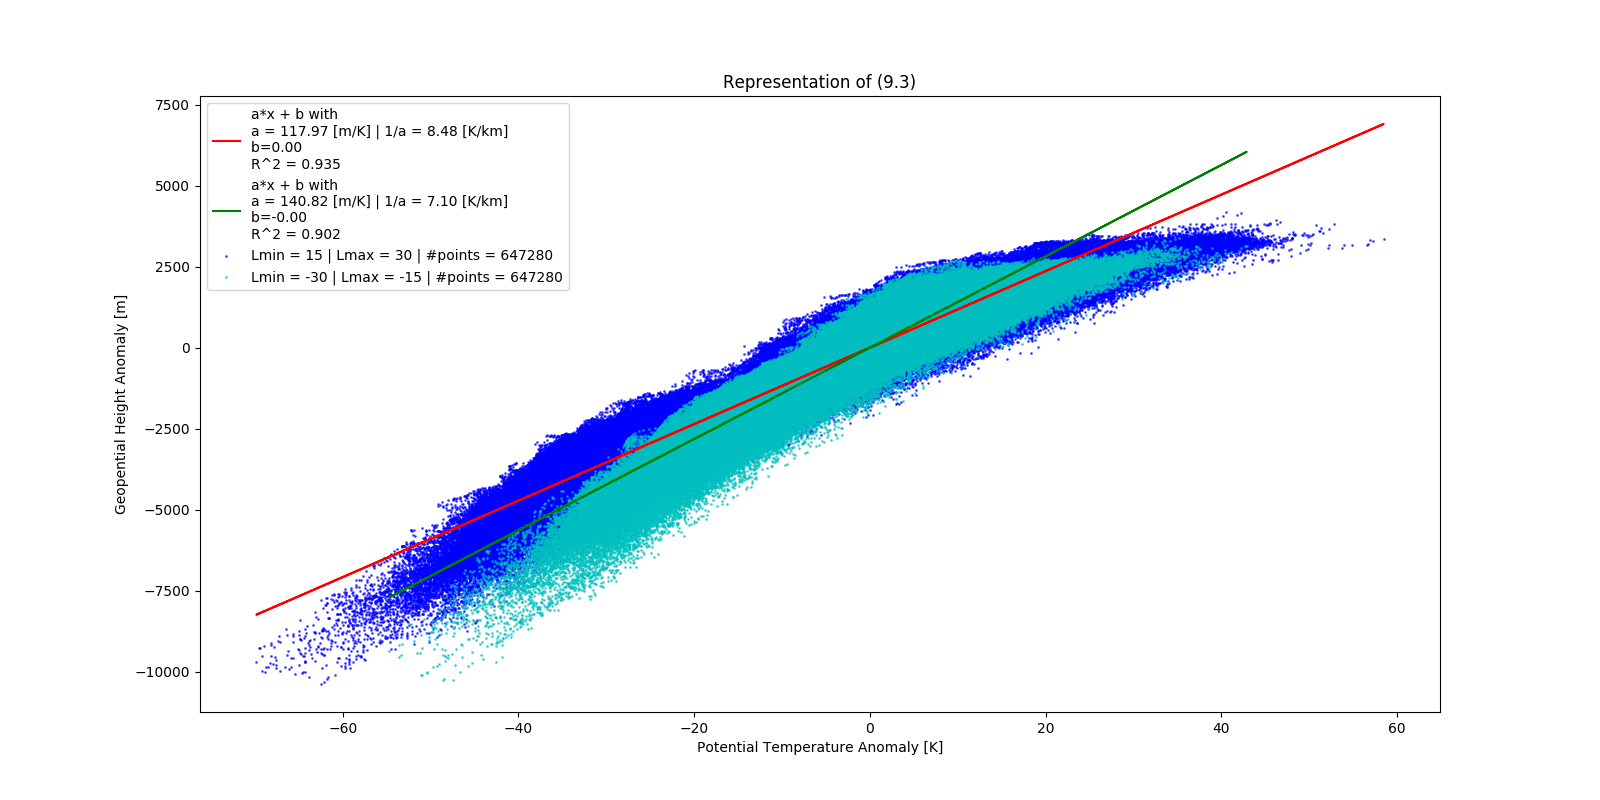 Representation of (9.3)
a*x + b with
a = 117.97 [m/K] | 1/a = 8.48 [K/km]
b=0.00
R^2 = 0.935
a*x + b with
a = 140.82 [m/K] | 1/a = 7.10 [K/km]
b=-0.00
R^2 = 0.902
Lmin = 15 | Lmax = 30 | #points = 647280
Lmin = -30 | Lmax = -15 | #points = 647280
7500
5000
2500
0
−2500
−5000
−7500
−10000
Geopential Height Anomaly [m]
−60
−40
−20
0
20
40
60
Potential Temperature Anomaly [K]